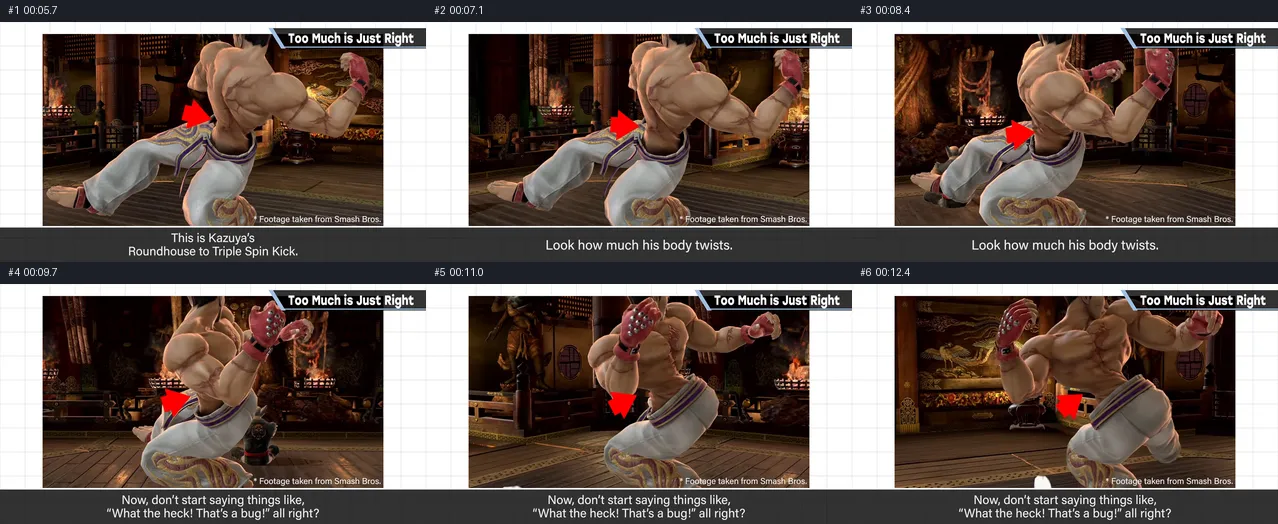 #1 00:05.7
Too Much is Just Right
* Footage taken from Smash Bros.
This is Kazuya’s
Roundhouse to Triple Spin Kick.
#2 00:07.1
Too Much is Just Right
* Footage taken from Smash Bros.
Look how much his body twists.
#3 00:08.4
Too Much is Just Right
* Footage taken from Smash Bros.
Look how much his body twists.
#4 00:09.7
Too Much is Just Right
* Footage taken from Smash Bros.
Now, don’t start saying things like,
“What the heck! That’s a bug!” all right?
#5 00:11.0
Too Much is Just Right
* Footage taken from Smash Bros.
Now, don’t start saying things like,
“What the heck! That’s a bug!” all right?
#6 00:12.4
Too Much is Just Right
* Footage taken from Smash Bros.
Now, don’t start saying things like,
“What the heck! That’s a bug!” all right?